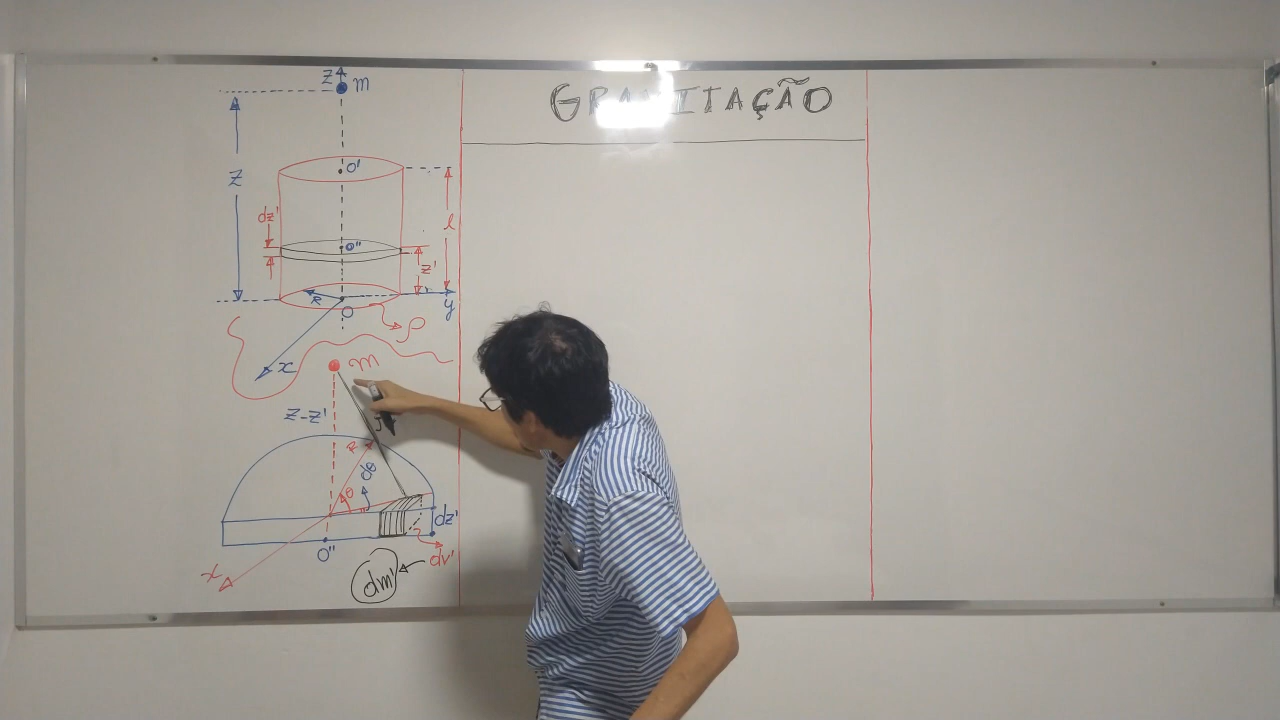 GRAVITAÇÃO
z m
O'
z
dz'
O"
l
z'
R
y
O
ρ
x
m
z-z'
R
dθ
θ
dz'
O"
dv'
x
dm'